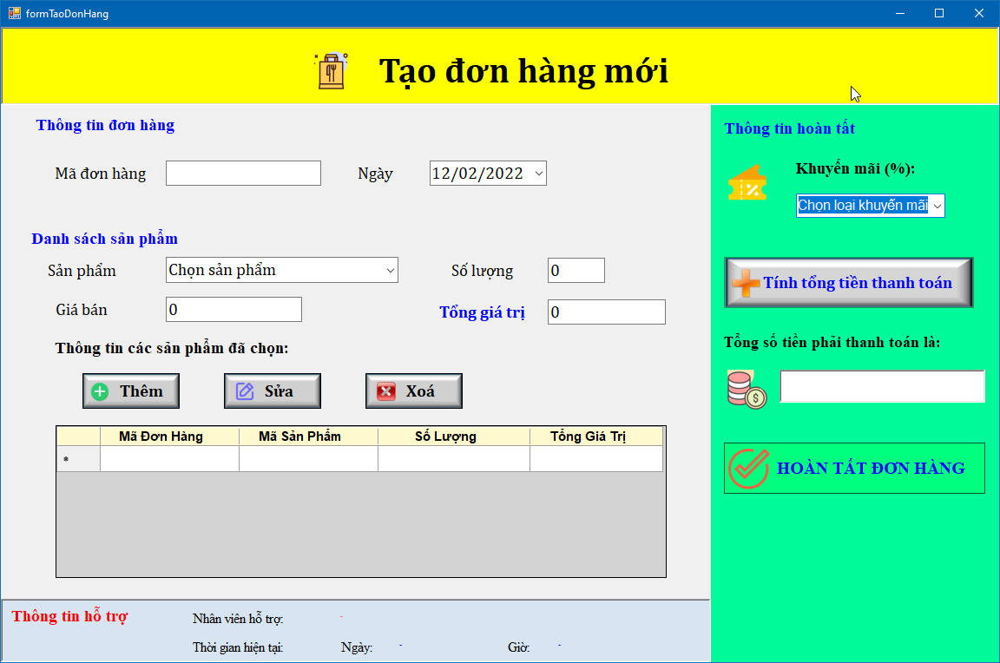 formTaoDonHang
Tạo đơn hàng mới
Thông tin đơn hàng
Mã đơn hàng
Ngày
12/02/2022
Danh sách sản phẩm
Sản phẩm
Chọn sản phẩm
Số lượng
0
Giá bán
0
Tổng giá trị
0
Thông tin các sản phẩm đã chọn:
Thêm
Sửa
Xoá
Mã Đơn Hàng
Mã Sản Phẩm
Số Lượng
Tổng Giá Trị
*
Thông tin hoàn tất
Khuyến mãi (%):
Chọn loại khuyến mãi
Tính tổng tiền thanh toán
Tổng số tiền phải thanh toán là:
HOÀN TẤT ĐƠN HÀNG
Thông tin hỗ trợ
Nhân viên hỗ trợ:
-
Thời gian hiện tại:
Ngày:
-
Giờ:
-